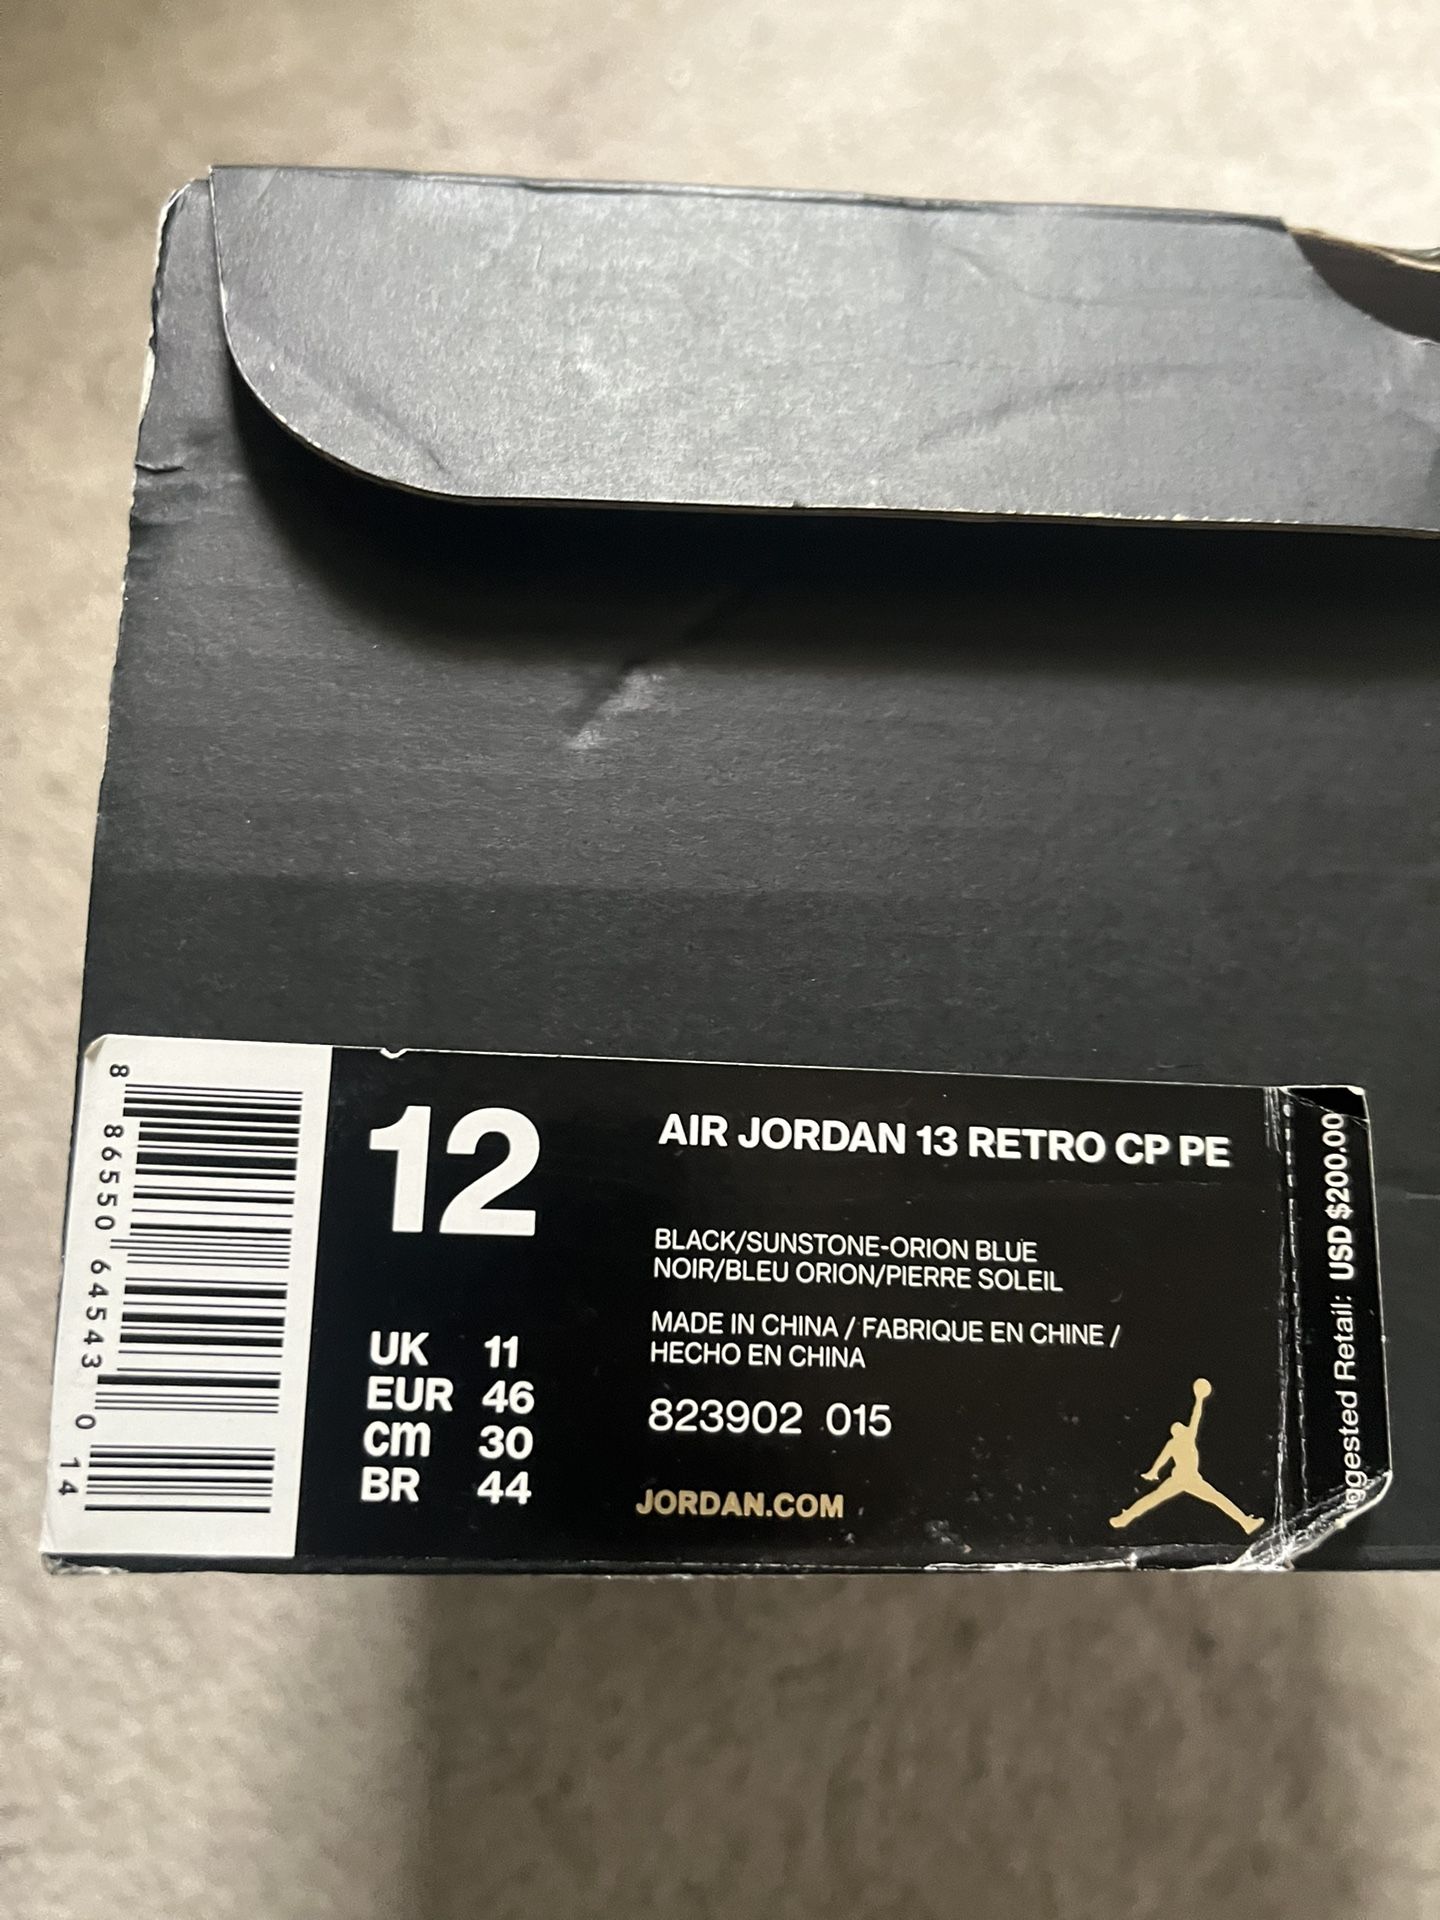 8 86550 64543 0 14
12
UK 11
EUR 46
cm 30
BR 44
AIR JORDAN 13 RETRO CP PE
BLACK/SUNSTONE-ORION BLUE
NOIR/BLEU ORION/PIERRE SOLEIL
MADE IN CHINA / FABRIQUE EN CHINE /
HECHO EN CHINA
823902 015
JORDAN.COM
iggested Retail: USD $200.00